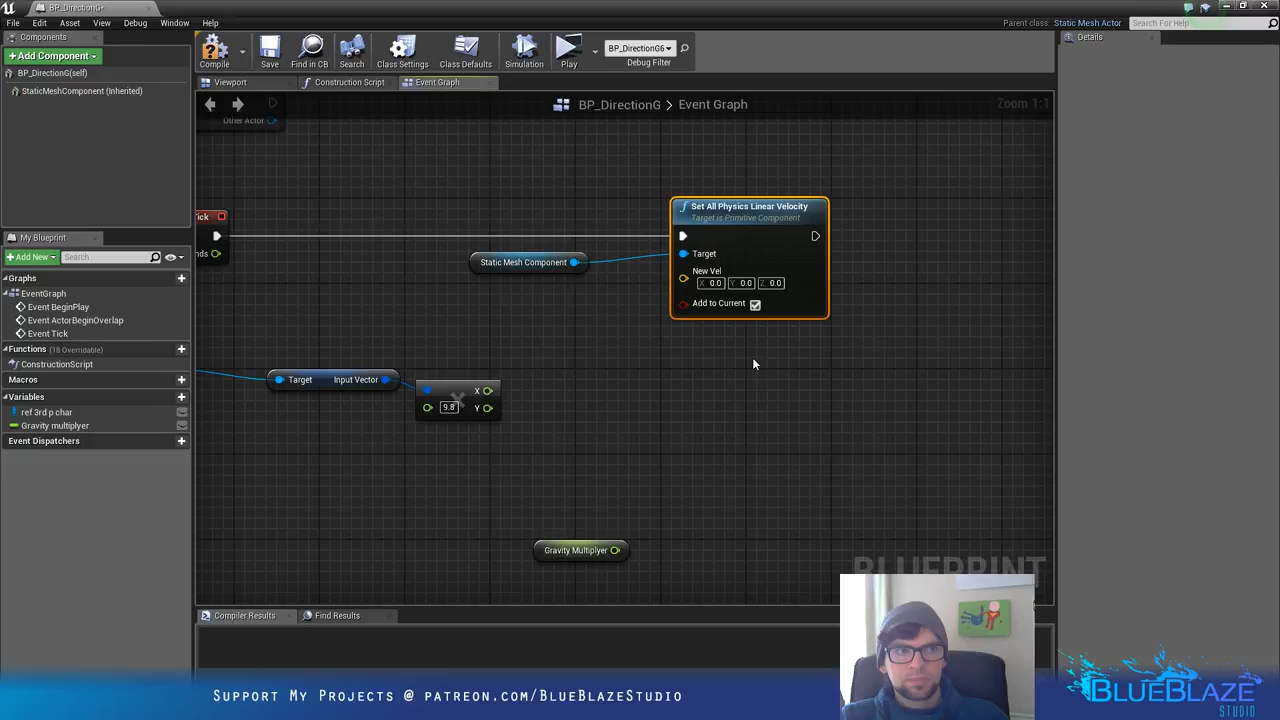 BP_DirectionG*
File
Edit
Asset
View
Debug
Window
Help
Parent class:
Static Mesh Actor
Search For Help
Components
+Add Component
BP_DirectionG(self)
StaticMeshComponent (Inherited)
Compile
Save
Find in CB
Search
Class Settings
Class Defaults
Simulation
Play
BP_DirectionG6
Debug Filter
Details
Viewport
Construction Script
Event Graph
BP_DirectionG > Event Graph
Zoom 1:1
Other Actor
Tick
nds
Static Mesh Component
Set All Physics Linear Velocity
Target is Primitive Component
Target
New Vel
X 0.0
Y 0.0
Z 0.0
Add to Current
Target
Input Vector
X
9.8
Y
Gravity Multiplyer
BLUEPRINT
My Blueprint
+Add New
Search
Graphs
EventGraph
Event BeginPlay
Event ActorBeginOverlap
Event Tick
Functions (18 Overridable)
ConstructionScript
Macros
Variables
ref 3rd p char
Gravity multiplyer
Event Dispatchers
Compiler Results
Find Results
Support My Projects @ patreon.com/BlueBlazeStudio
BLUEBLAZE
STUDIO